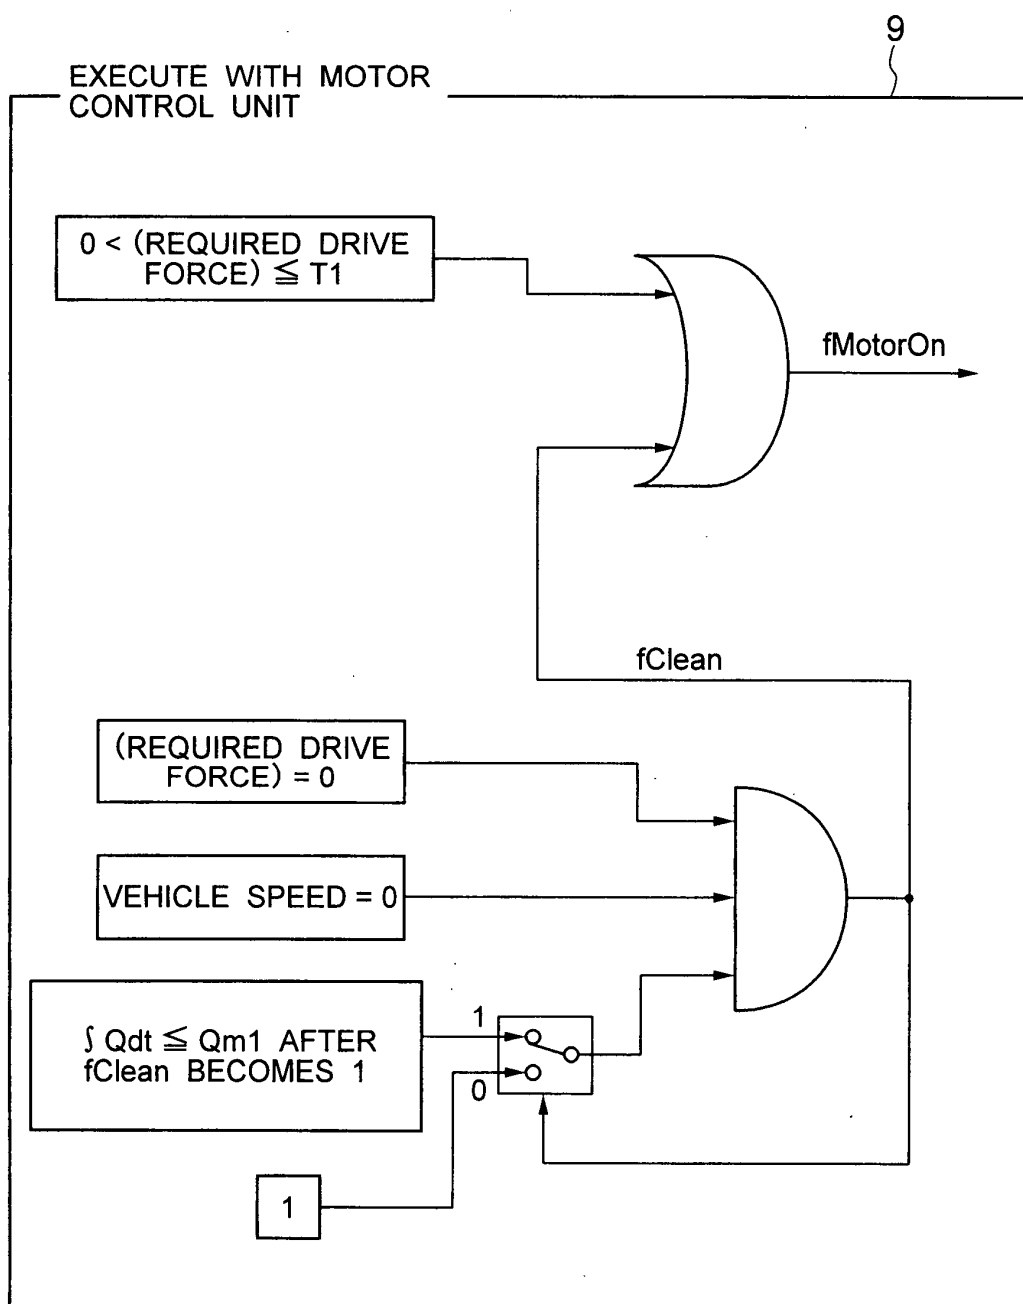 9
EXECUTE WITH MOTOR
CONTROL UNIT
0 < (REQUIRED DRIVE
FORCE) ≦ T1
fMotorOn
fClean
(REQUIRED DRIVE
FORCE) = 0
VEHICLE SPEED = 0
∫ Qdt ≦ Qm1 AFTER
fClean BECOMES 1
1
0
1